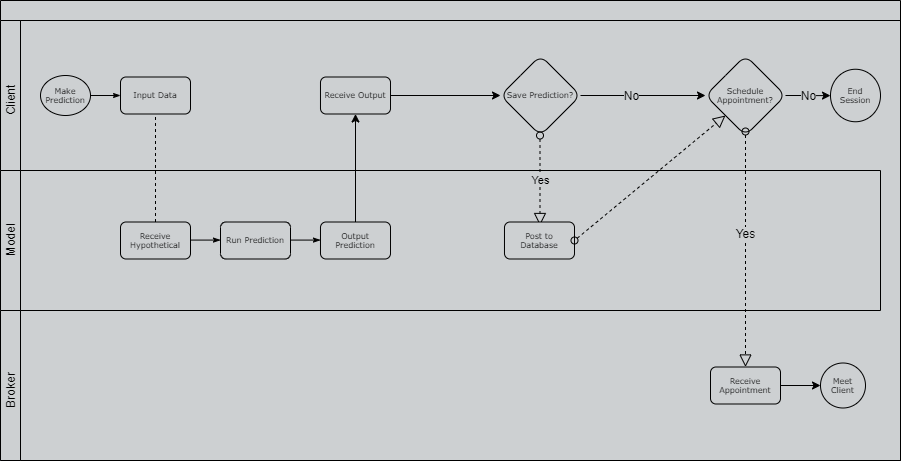 Client
Make
Prediction
Input Data
Receive Output
Save Prediction?
No
Schedule
Appointment?
No
End
Session
Yes
Model
Receive
Hypothetical
Run Prediction
Output
Prediction
Post to
Database
Yes
Broker
Receive
Appointment
Meet
Client